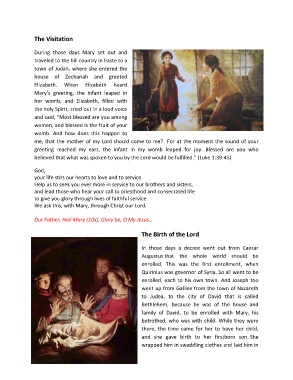 The Visitation
During those days Mary set out and
traveled to the hill country in haste to a
town of Judah, where she entered the
house of Zechariah and greeted
Elizabeth. When Elizabeth heard
Mary's greeting, the infant leaped in
her womb, and Elizabeth, filled with
the holy Spirit, cried out in a loud voice
and said, "Most blessed are you among
women, and blessed is the fruit of your
womb. And how does this happen to
me, that the mother of my Lord should come to me? For at the moment the sound of your
greeting reached my ears, the infant in my womb leaped for joy. Blessed are you who
believed that what was spoken to you by the Lord would be fulfilled." (Luke 1:39-45)
God,
your life stirs our hearts to love and to service.
Help us to seek you ever more in service to our brothers and sisters,
and lead those who hear your call to priesthood and consecrated life
to give you glory through lives of faithful service.
We ask this, with Mary, through Christ our Lord.
Our Father, Hail Mary (10x), Glory be, O My Jesus...
The Birth of the Lord
In those days a decree went out from Caesar
Augustus that the whole world should be
enrolled. This was the first enrollment, when
Quirinius was governor of Syria. So all went to be
enrolled, each to his own town. And Joseph too
went up from Galilee from the town of Nazareth
to Judea, to the city of David that is called
Bethlehem, because he was of the house and
family of David, to be enrolled with Mary, his
betrothed, who was with child. While they were
there, the time came for her to have her child,
and she gave birth to her firstborn son. She
wrapped him in swaddling clothes and laid him in